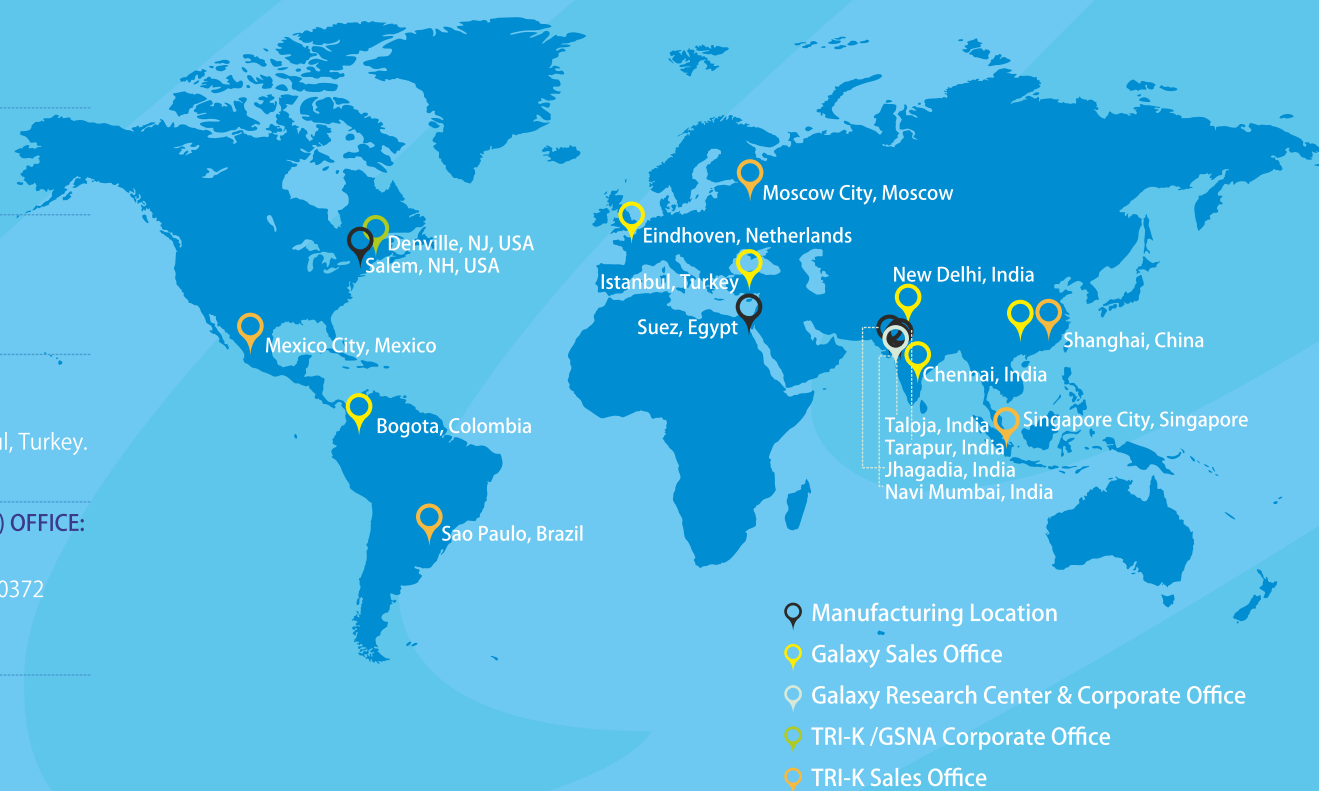 Moscow City, Moscow
Eindhoven, Netherlands
Denville, NJ, USA
Salem, NH, USA
Istanbul, Turkey
New Delhi, India
Suez, Egypt
Mexico City, Mexico
Shanghai, China
Chennai, India
Bogota, Colombia
Singapore City, Singapore
Taloja, India
Tarapur, India
Jhagadia, India
Navi Mumbai, India
Sao Paulo, Brazil
l, Turkey.
) OFFICE:
0372
Manufacturing Location
Galaxy Sales Office
Galaxy Research Center & Corporate Office
TRI-K /GSNA Corporate Office
TRI-K Sales Office